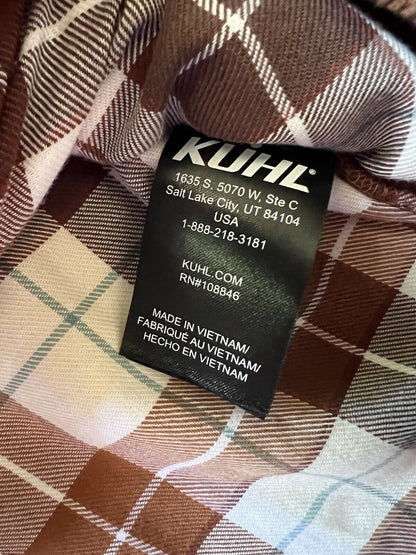 KÜHL®
1635 S. 5070 W, Ste C
Salt Lake City, UT 84104
USA
1-888-218-3181
KUHL.COM
RN#108846
MADE IN VIETNAM/
FABRIQUÉ AU VIETNAM/
HECHO EN VIETNAM/